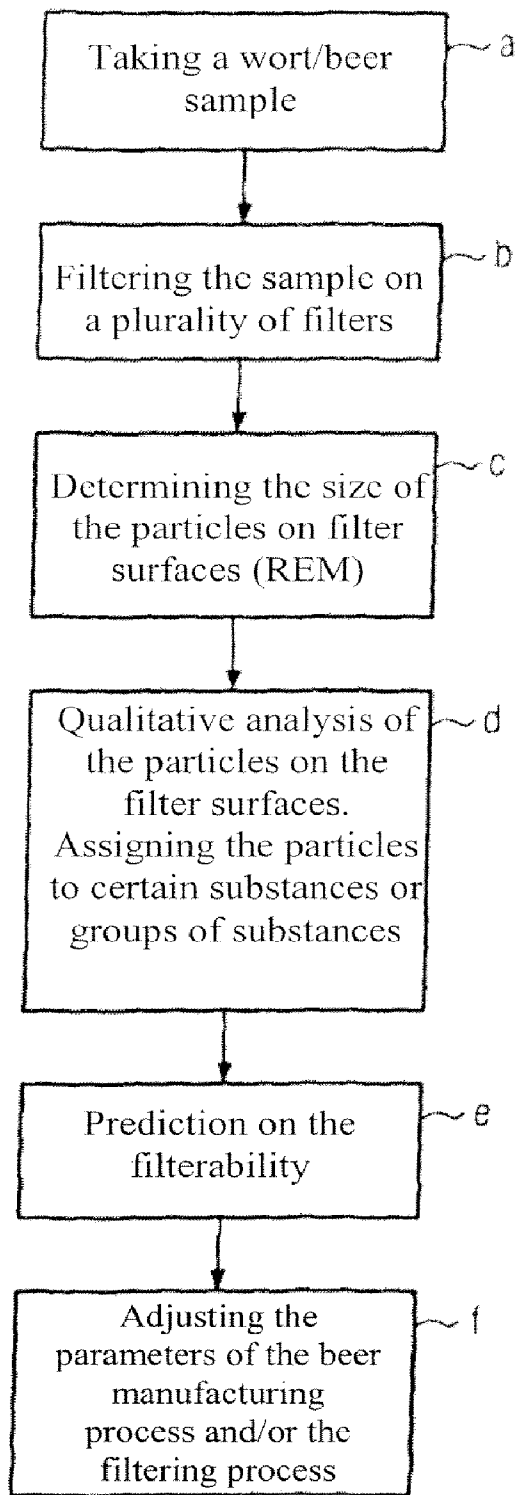 Taking a wort/beer
sample
a
Filtering the sample on
a plurality of filters
b
Determining the size of
the particles on filter
surfaces (REM)
c
Qualitative analysis of
the particles on the
filter surfaces.
Assigning the particles
to certain substances or
groups of substances
d
Prediction on the
filterability
e
Adjusting the
parameters of the beer
manufacturing
process and/or the
filtering process
f